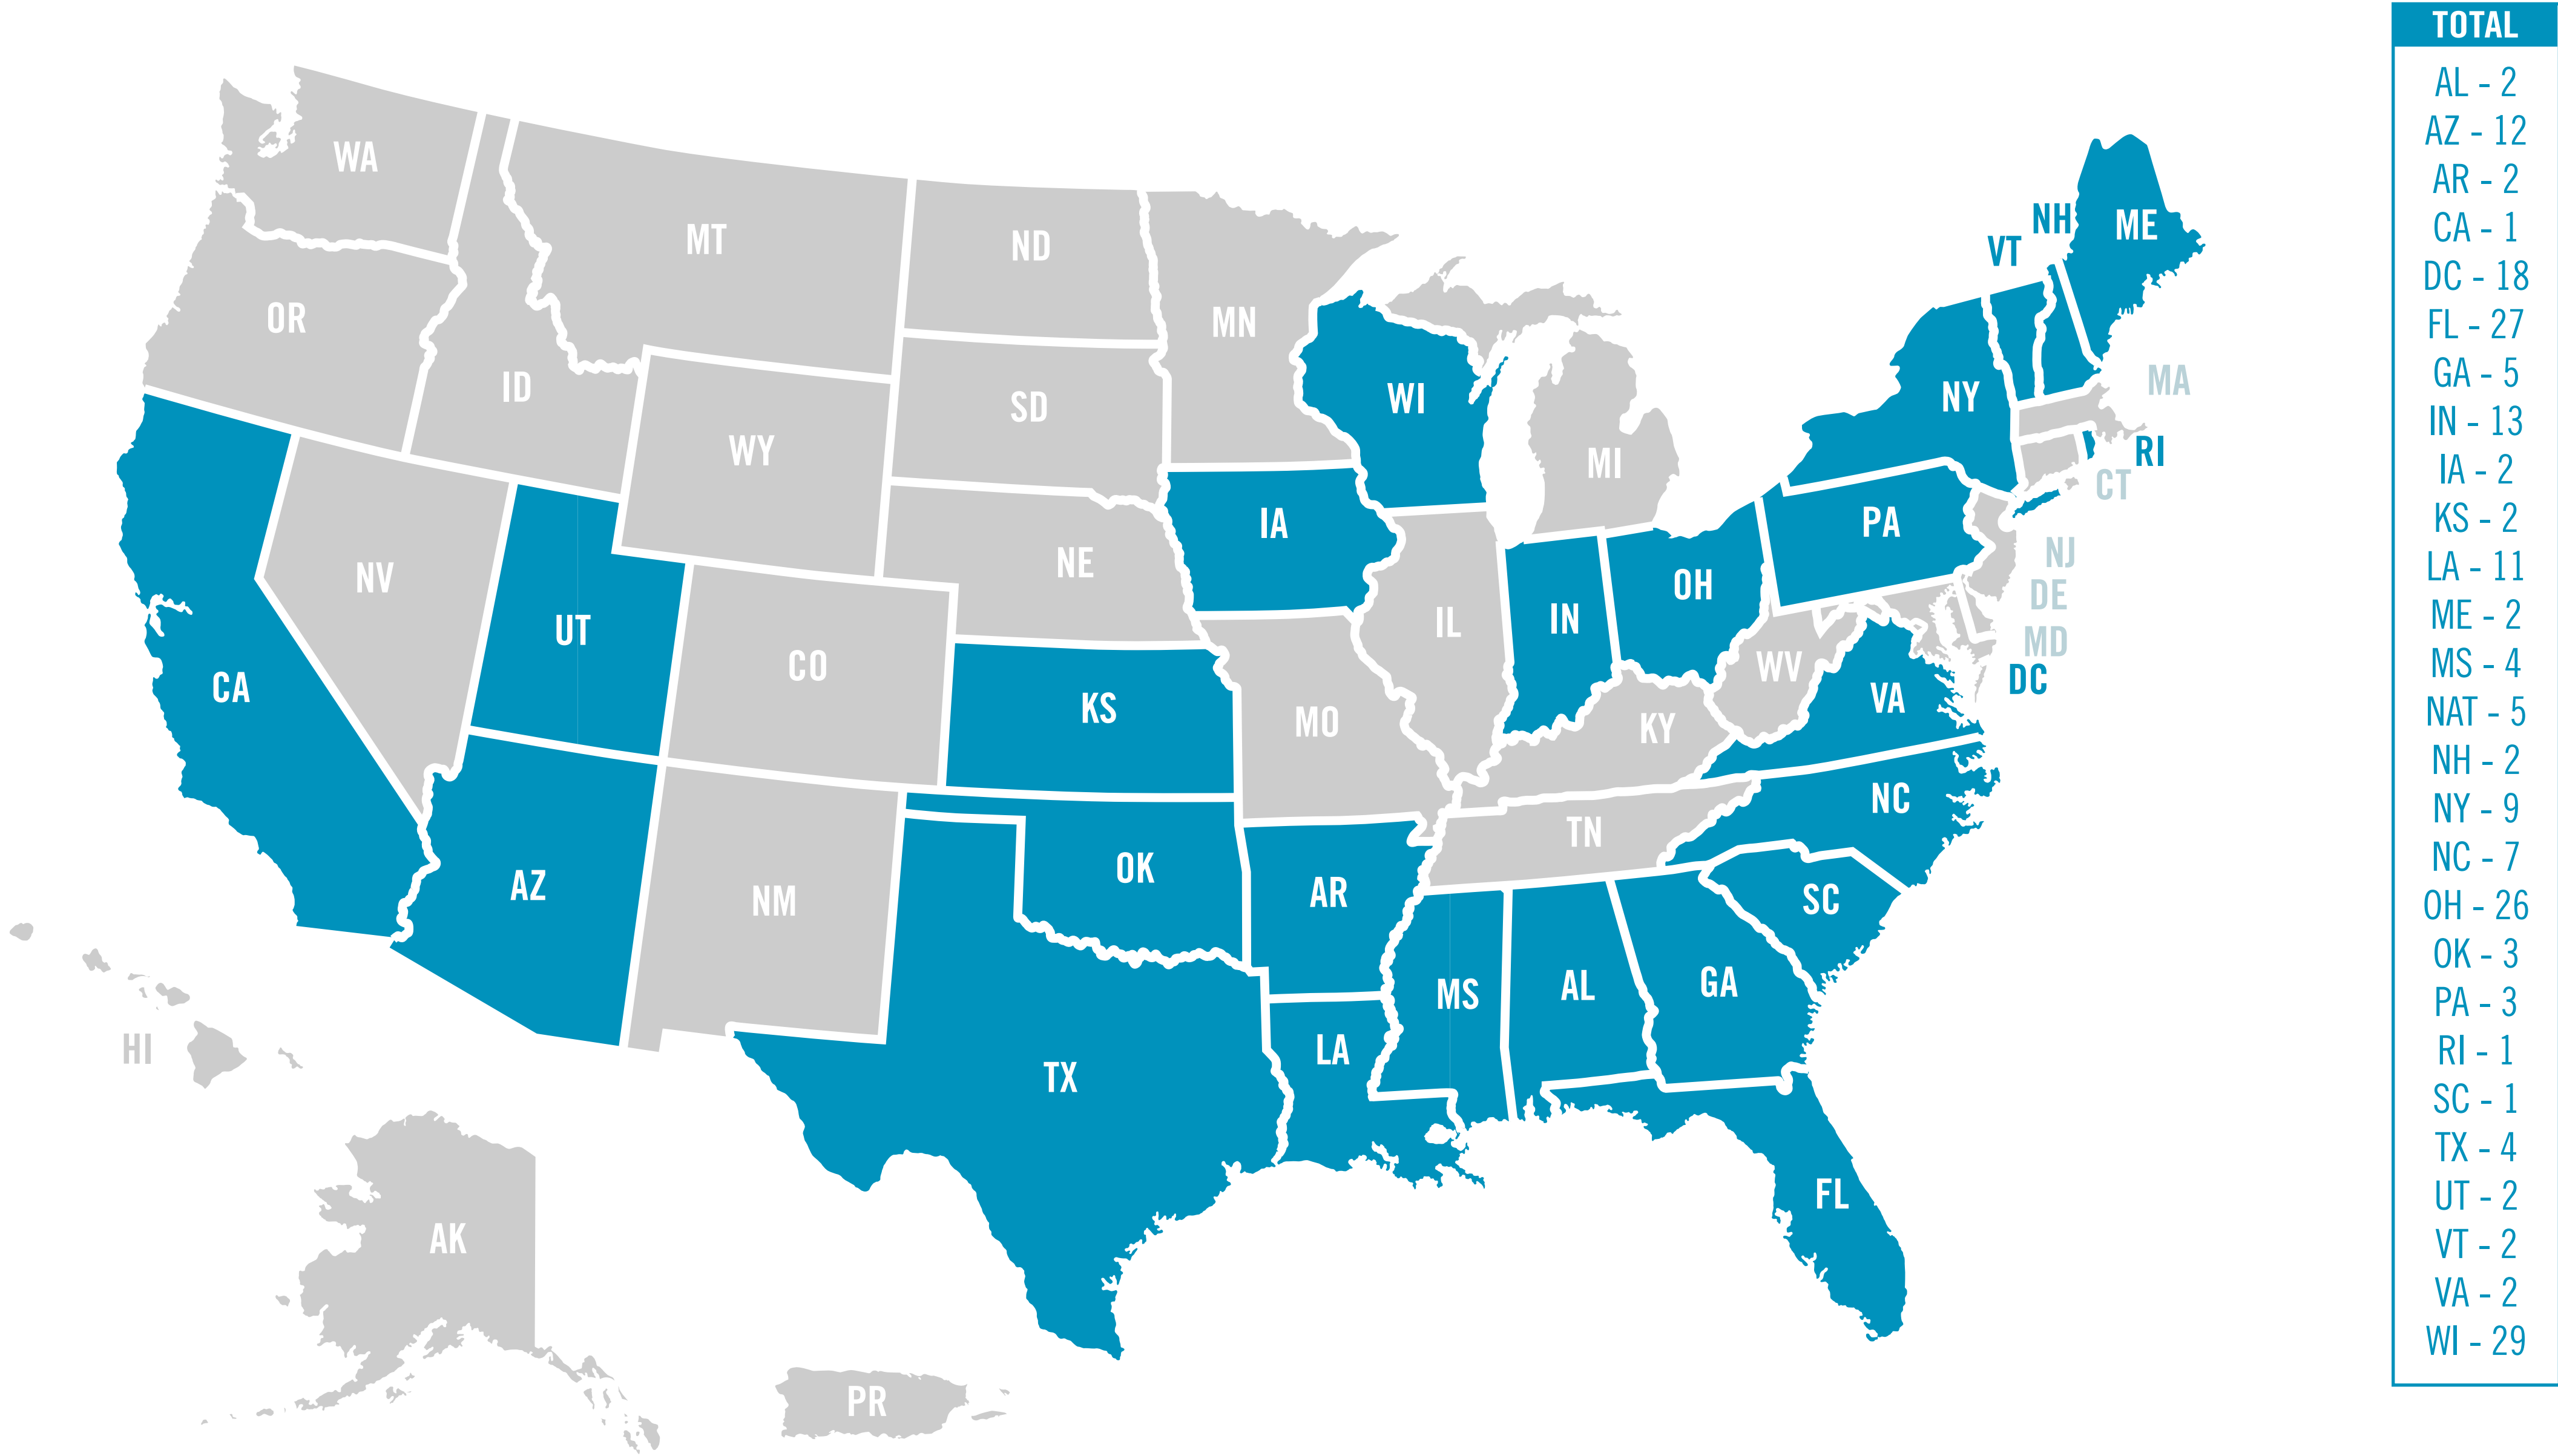 TOTAL
AL - 2
AZ - 12
AR - 2
CA - 1
DC - 18
FL - 27
GA - 5
IN - 13
IA - 2
KS - 2
LA - 11
ME - 2
MS - 4
NAT - 5
NH - 2
NY - 9
NC - 7
OH - 26
OK - 3
PA - 3
RI - 1
SC - 1
TX - 4
UT - 2
VT - 2
VA - 2
WI - 29
WA
MT
ND
MN
OR
ID
SD
WY
WI
MI
NH
VT
ME
NY
MA
RI
CT
PA
NJ
DE
MD
DC
IA
NE
NV
UT
CO
KS
MO
IL
IN
OH
WV
KY
VA
CA
NC
TN
SC
AZ
NM
OK
AR
MS
AL
GA
LA
TX
FL
HI
AK
PR